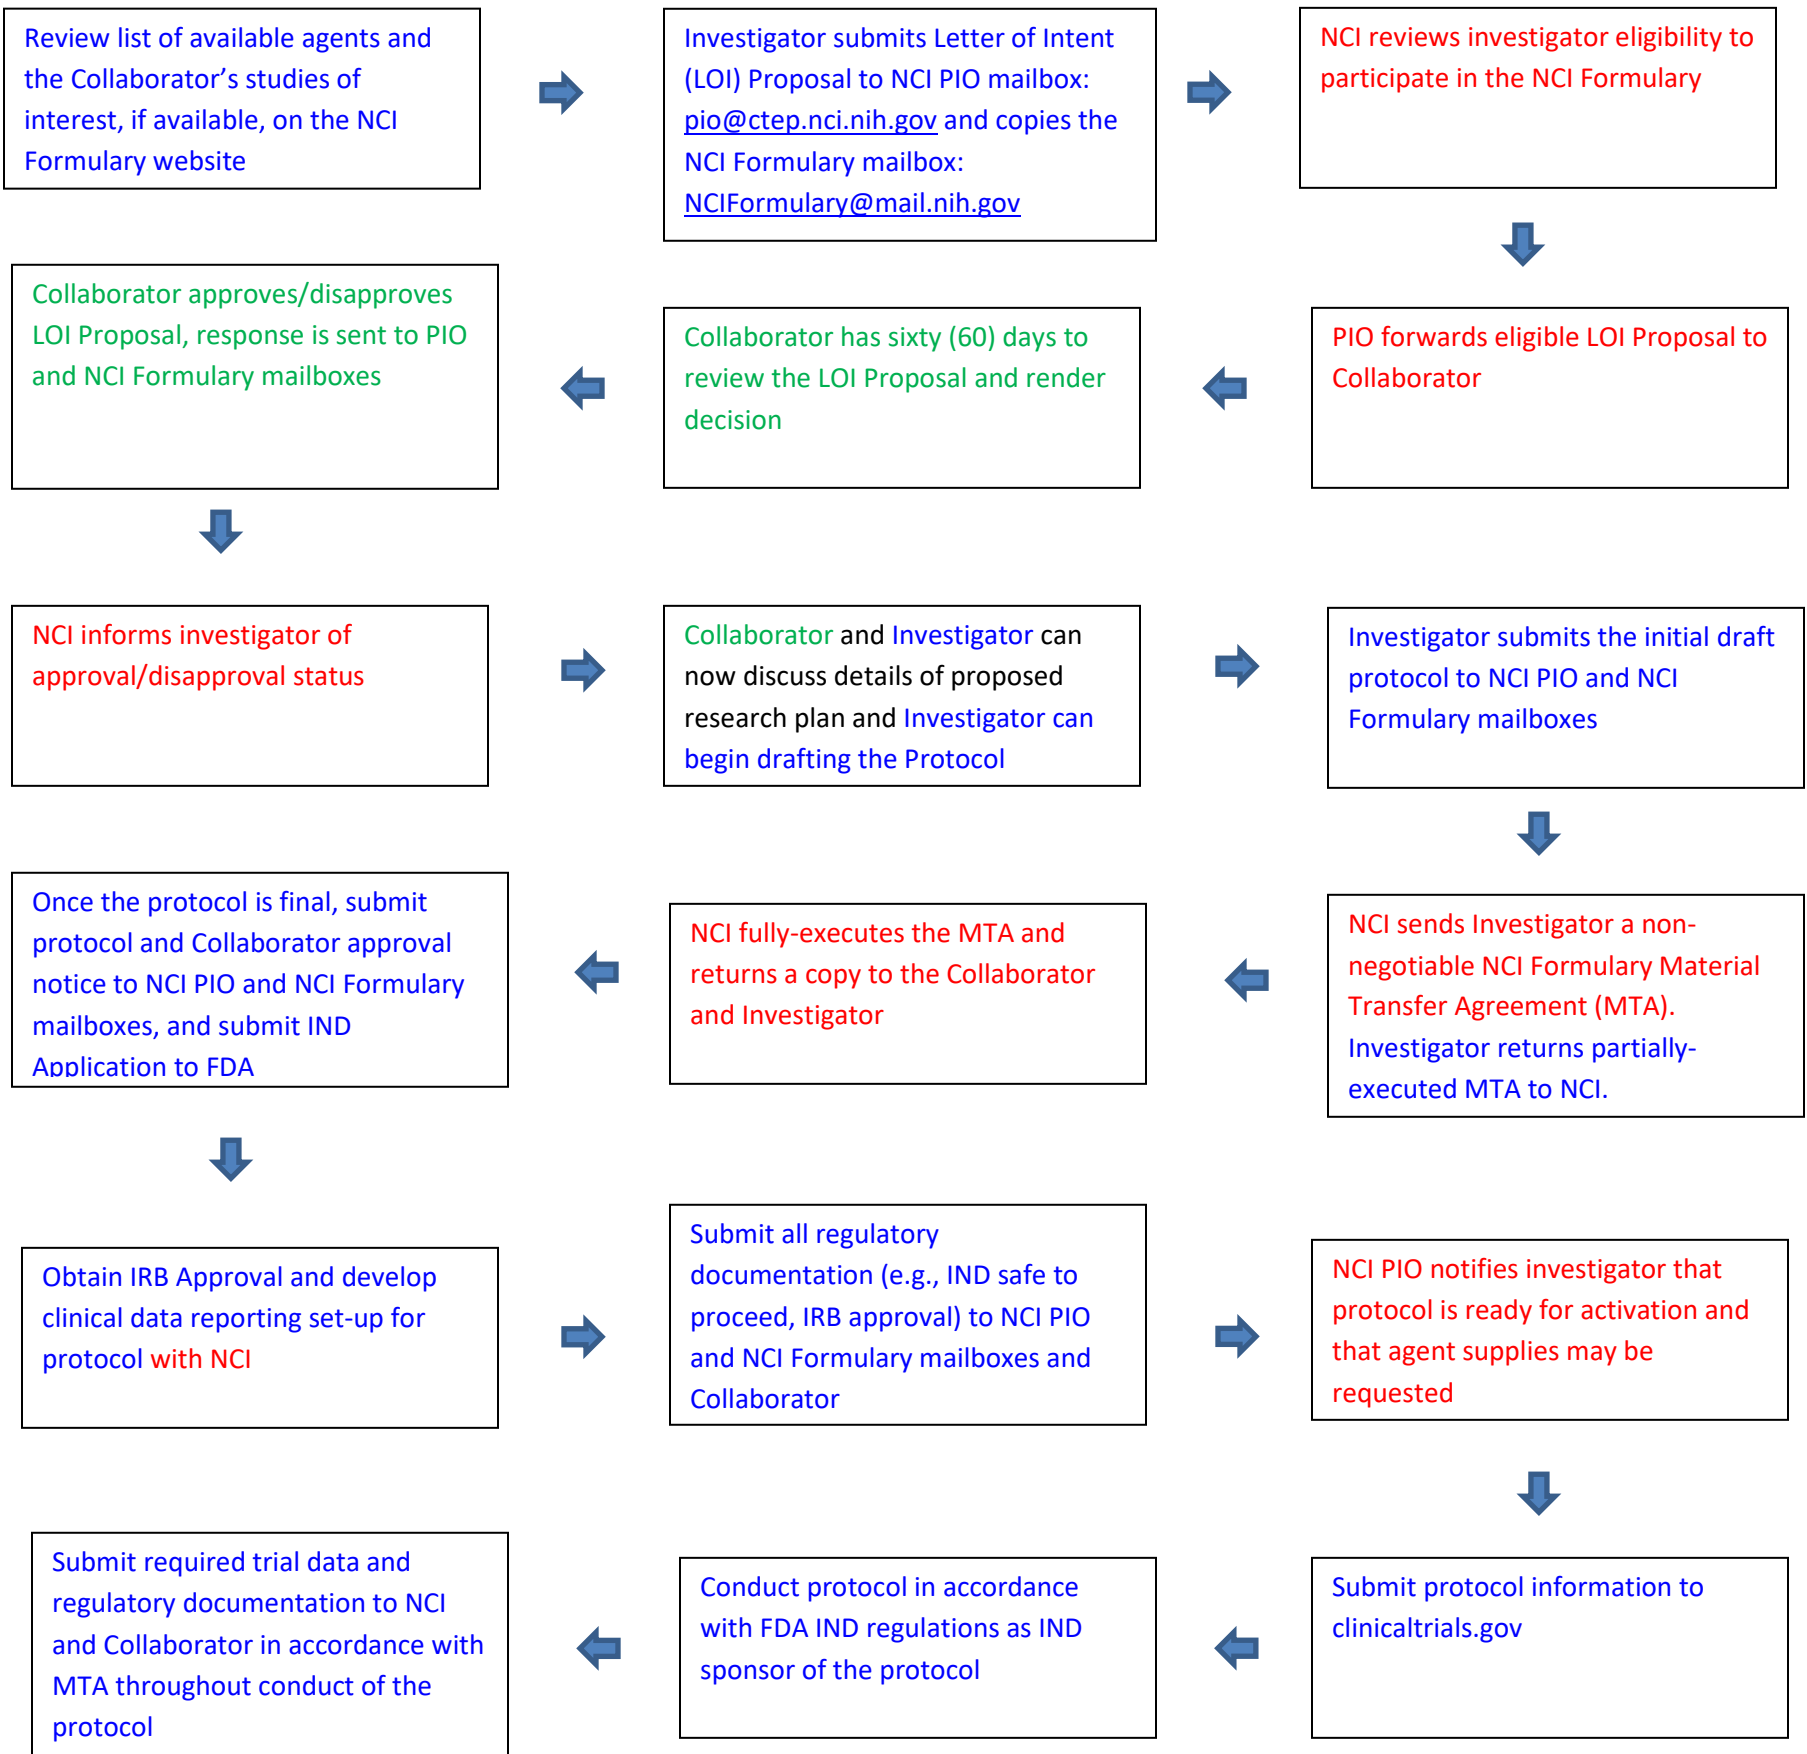 Review list of available agents and
the Collaborator’s studies of
interest, if available, on the NCI
Formulary website
Investigator submits Letter of Intent
(LOI) Proposal to NCI PIO mailbox:
pio@ctep.nci.nih.gov and copies the
NCI Formulary mailbox:
NCIFormulary@mail.nih.gov
NCI reviews investigator eligibility to
participate in the NCI Formulary
PIO forwards eligible LOI Proposal to
Collaborator
Collaborator has sixty (60) days to
review the LOI Proposal and render
decision
Collaborator approves/disapproves
LOI Proposal, response is sent to PIO
and NCI Formulary mailboxes
NCI informs investigator of
approval/disapproval status
Collaborator and Investigator can
now discuss details of proposed
research plan and Investigator can
begin drafting the Protocol
Investigator submits the initial draft
protocol to NCI PIO and NCI
Formulary mailboxes
NCI sends Investigator a non-
negotiable NCI Formulary Material
Transfer Agreement (MTA).
Investigator returns partially-
executed MTA to NCI.
NCI fully-executes the MTA and
returns a copy to the Collaborator
and Investigator
Once the protocol is final, submit
protocol and Collaborator approval
notice to NCI PIO and NCI Formulary
mailboxes, and submit IND
Application to FDA
Obtain IRB Approval and develop
clinical data reporting set-up for
protocol with NCI
Submit all regulatory
documentation (e.g., IND safe to
proceed, IRB approval) to NCI PIO
and NCI Formulary mailboxes and
Collaborator
NCI PIO notifies investigator that
protocol is ready for activation and
that agent supplies may be
requested
Submit protocol information to
clinicaltrials.gov
Conduct protocol in accordance
with FDA IND regulations as IND
sponsor of the protocol
Submit required trial data and
regulatory documentation to NCI
and Collaborator in accordance with
MTA throughout conduct of the
protocol